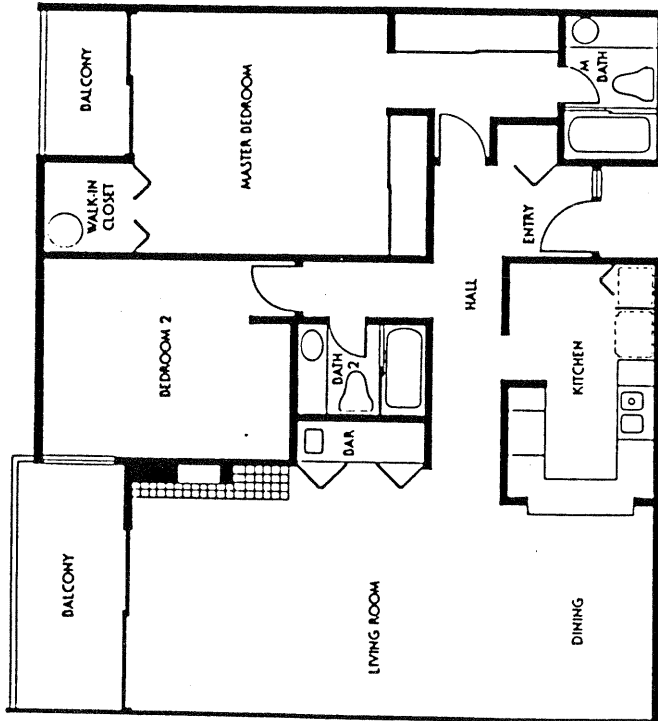 BALCONY
BALCONY
WALK-IN
CLOSET
BEDROOM 2
MASTER BEDROOM
BAR
BATH
2
LIVING ROOM
HALL
ENTRY
DINING
KITCHEN
M
BATH